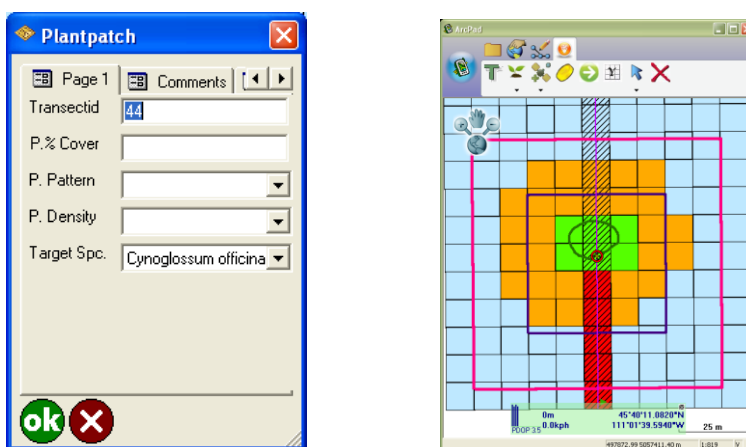 Plantpatch
Page 1 Comments
Transectid 44
P.% Cover
P. Pattern
P. Density
Target Spc. Cynoglossum officina
ok
ArcPad
T
0m 45°40'11.0820"N
PDOP 3.5 0.0kph 111°01'39.5940"W 25 m
497872.99 5057411.40 m 1:819 V